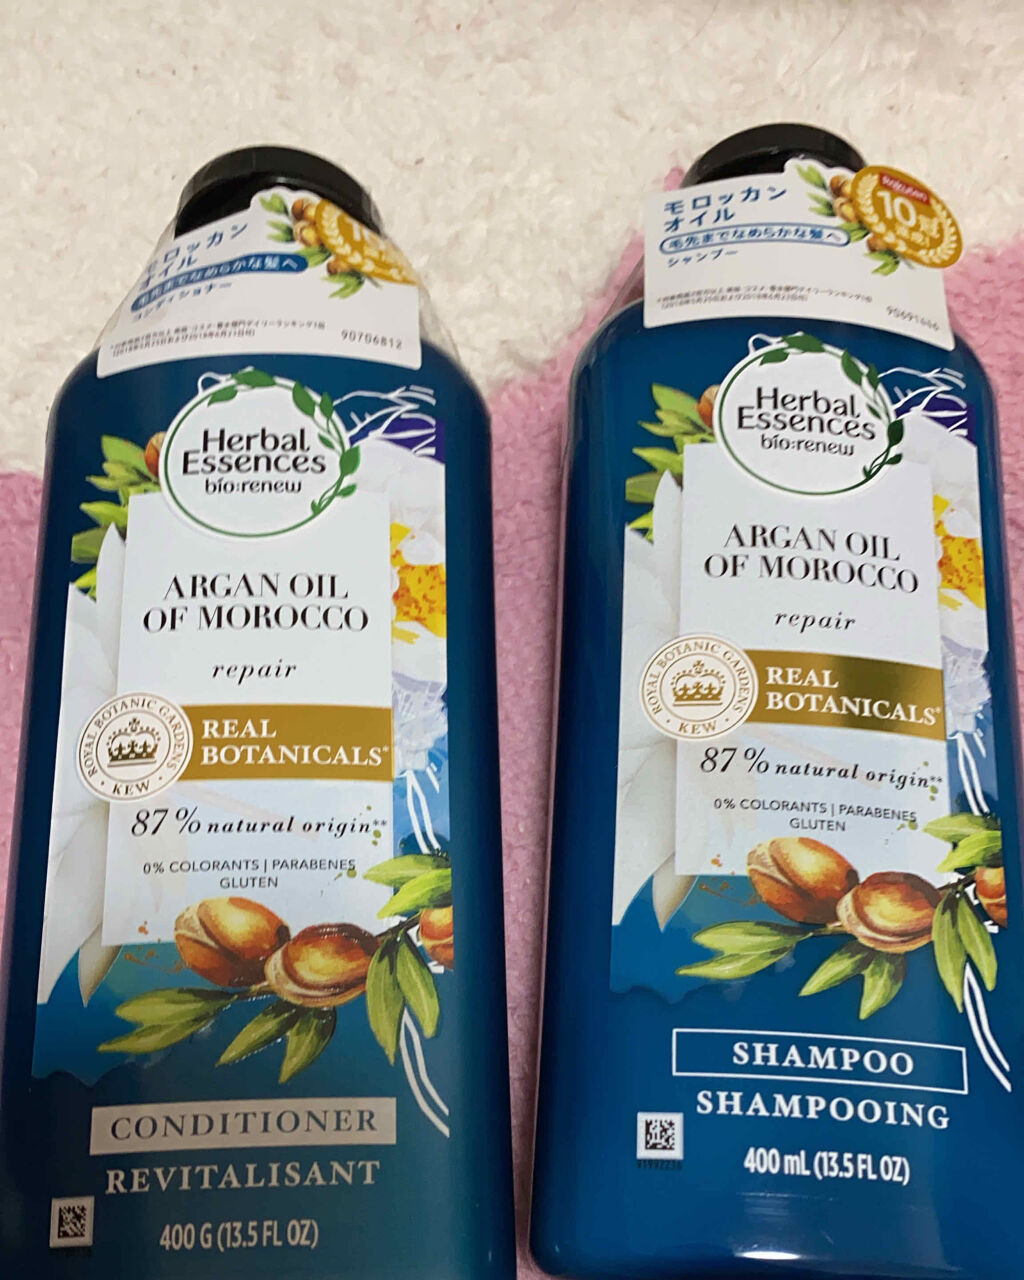 モロッカン
オイル
毛先までなめらかな髪へ
コンディショナー
90706812
Herbal
Essences
bio:renew
ARGAN OIL
OF MOROCCO
repair
ROYAL BOTANIC GARDENS
KEW
REAL
BOTANICALS*
87% natural origin**
0% COLORANTS | PARABENES
GLUTEN
CONDITIONER
REVITALISANT
400 G (13.5 FL OZ)
モロッカン
オイル
毛先までなめらかな髪へ
シャンプー
Rakuten
10冠
Herbal
Essences
bio:renew
ARGAN OIL
OF MOROCCO
repair
ROYAL BOTANIC GARDENS
KEW
REAL
BOTANICALS*
87% natural origin**
0% COLORANTS | PARABENES
GLUTEN
SHAMPOO
SHAMPOOING
91992236
400 mL (13.5 FL OZ)